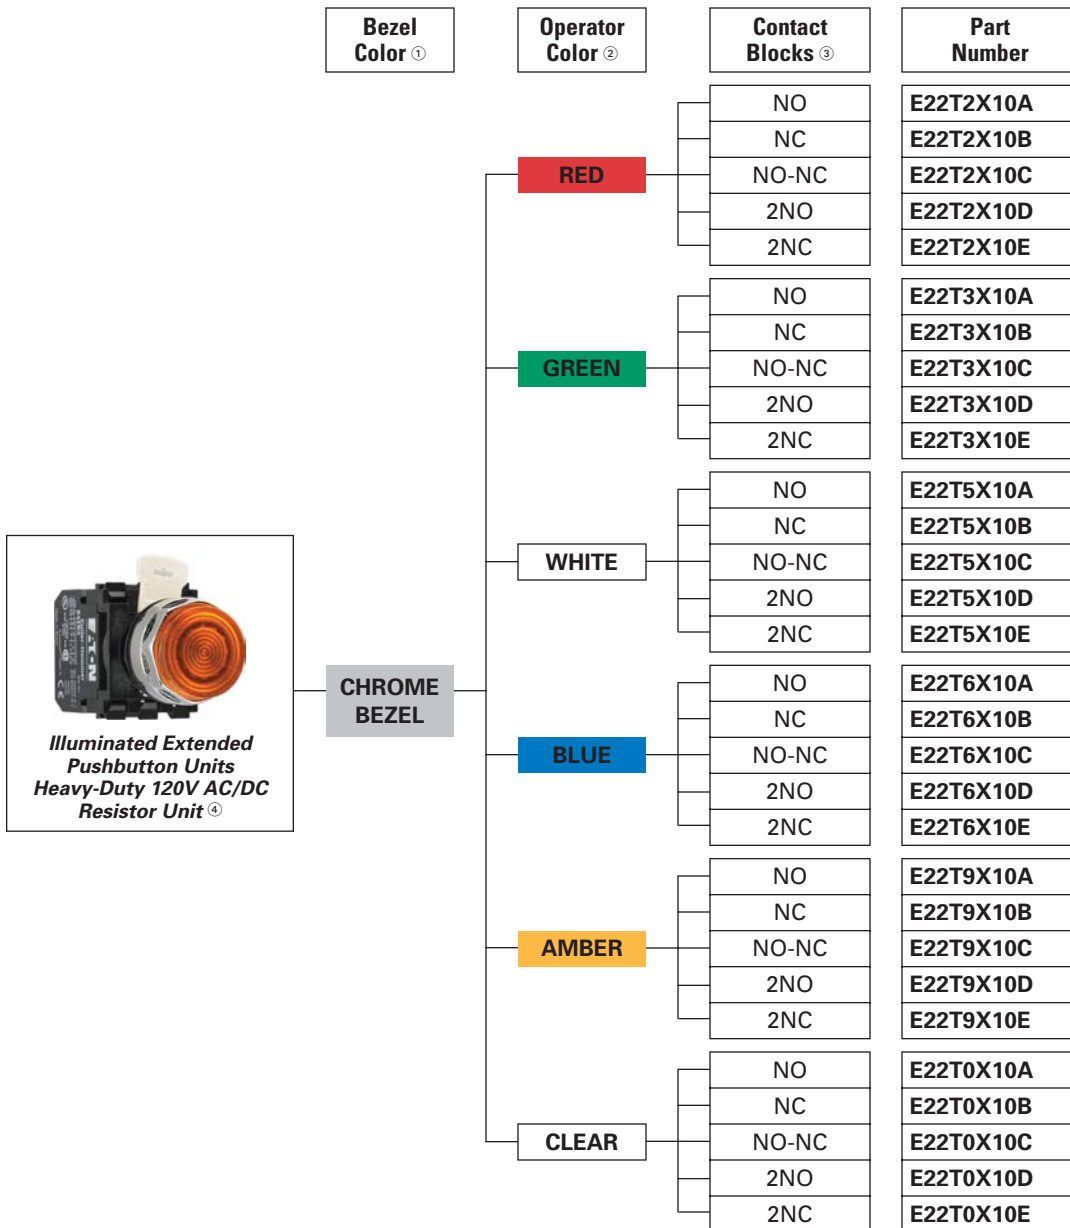 Bezel Color ①
Operator Color ②
Contact Blocks ③
Part Number
RED
NO E22T2X10A
NC E22T2X10B
NO-NC E22T2X10C
2NO E22T2X10D
2NC E22T2X10E
GREEN
NO E22T3X10A
NC E22T3X10B
NO-NC E22T3X10C
2NO E22T3X10D
2NC E22T3X10E
WHITE
NO E22T5X10A
NC E22T5X10B
NO-NC E22T5X10C
2NO E22T5X10D
2NC E22T5X10E
EATON
Illuminated Extended
Pushbutton Units
Heavy-Duty 120V AC/DC
Resistor Unit ④
CHROME
BEZEL
BLUE
NO E22T6X10A
NC E22T6X10B
NO-NC E22T6X10C
2NO E22T6X10D
2NC E22T6X10E
AMBER
NO E22T9X10A
NC E22T9X10B
NO-NC E22T9X10C
2NO E22T9X10D
2NC E22T9X10E
CLEAR
NO E22T0X10A
NC E22T0X10B
NO-NC E22T0X10C
2NO E22T0X10D
2NC E22T0X10E